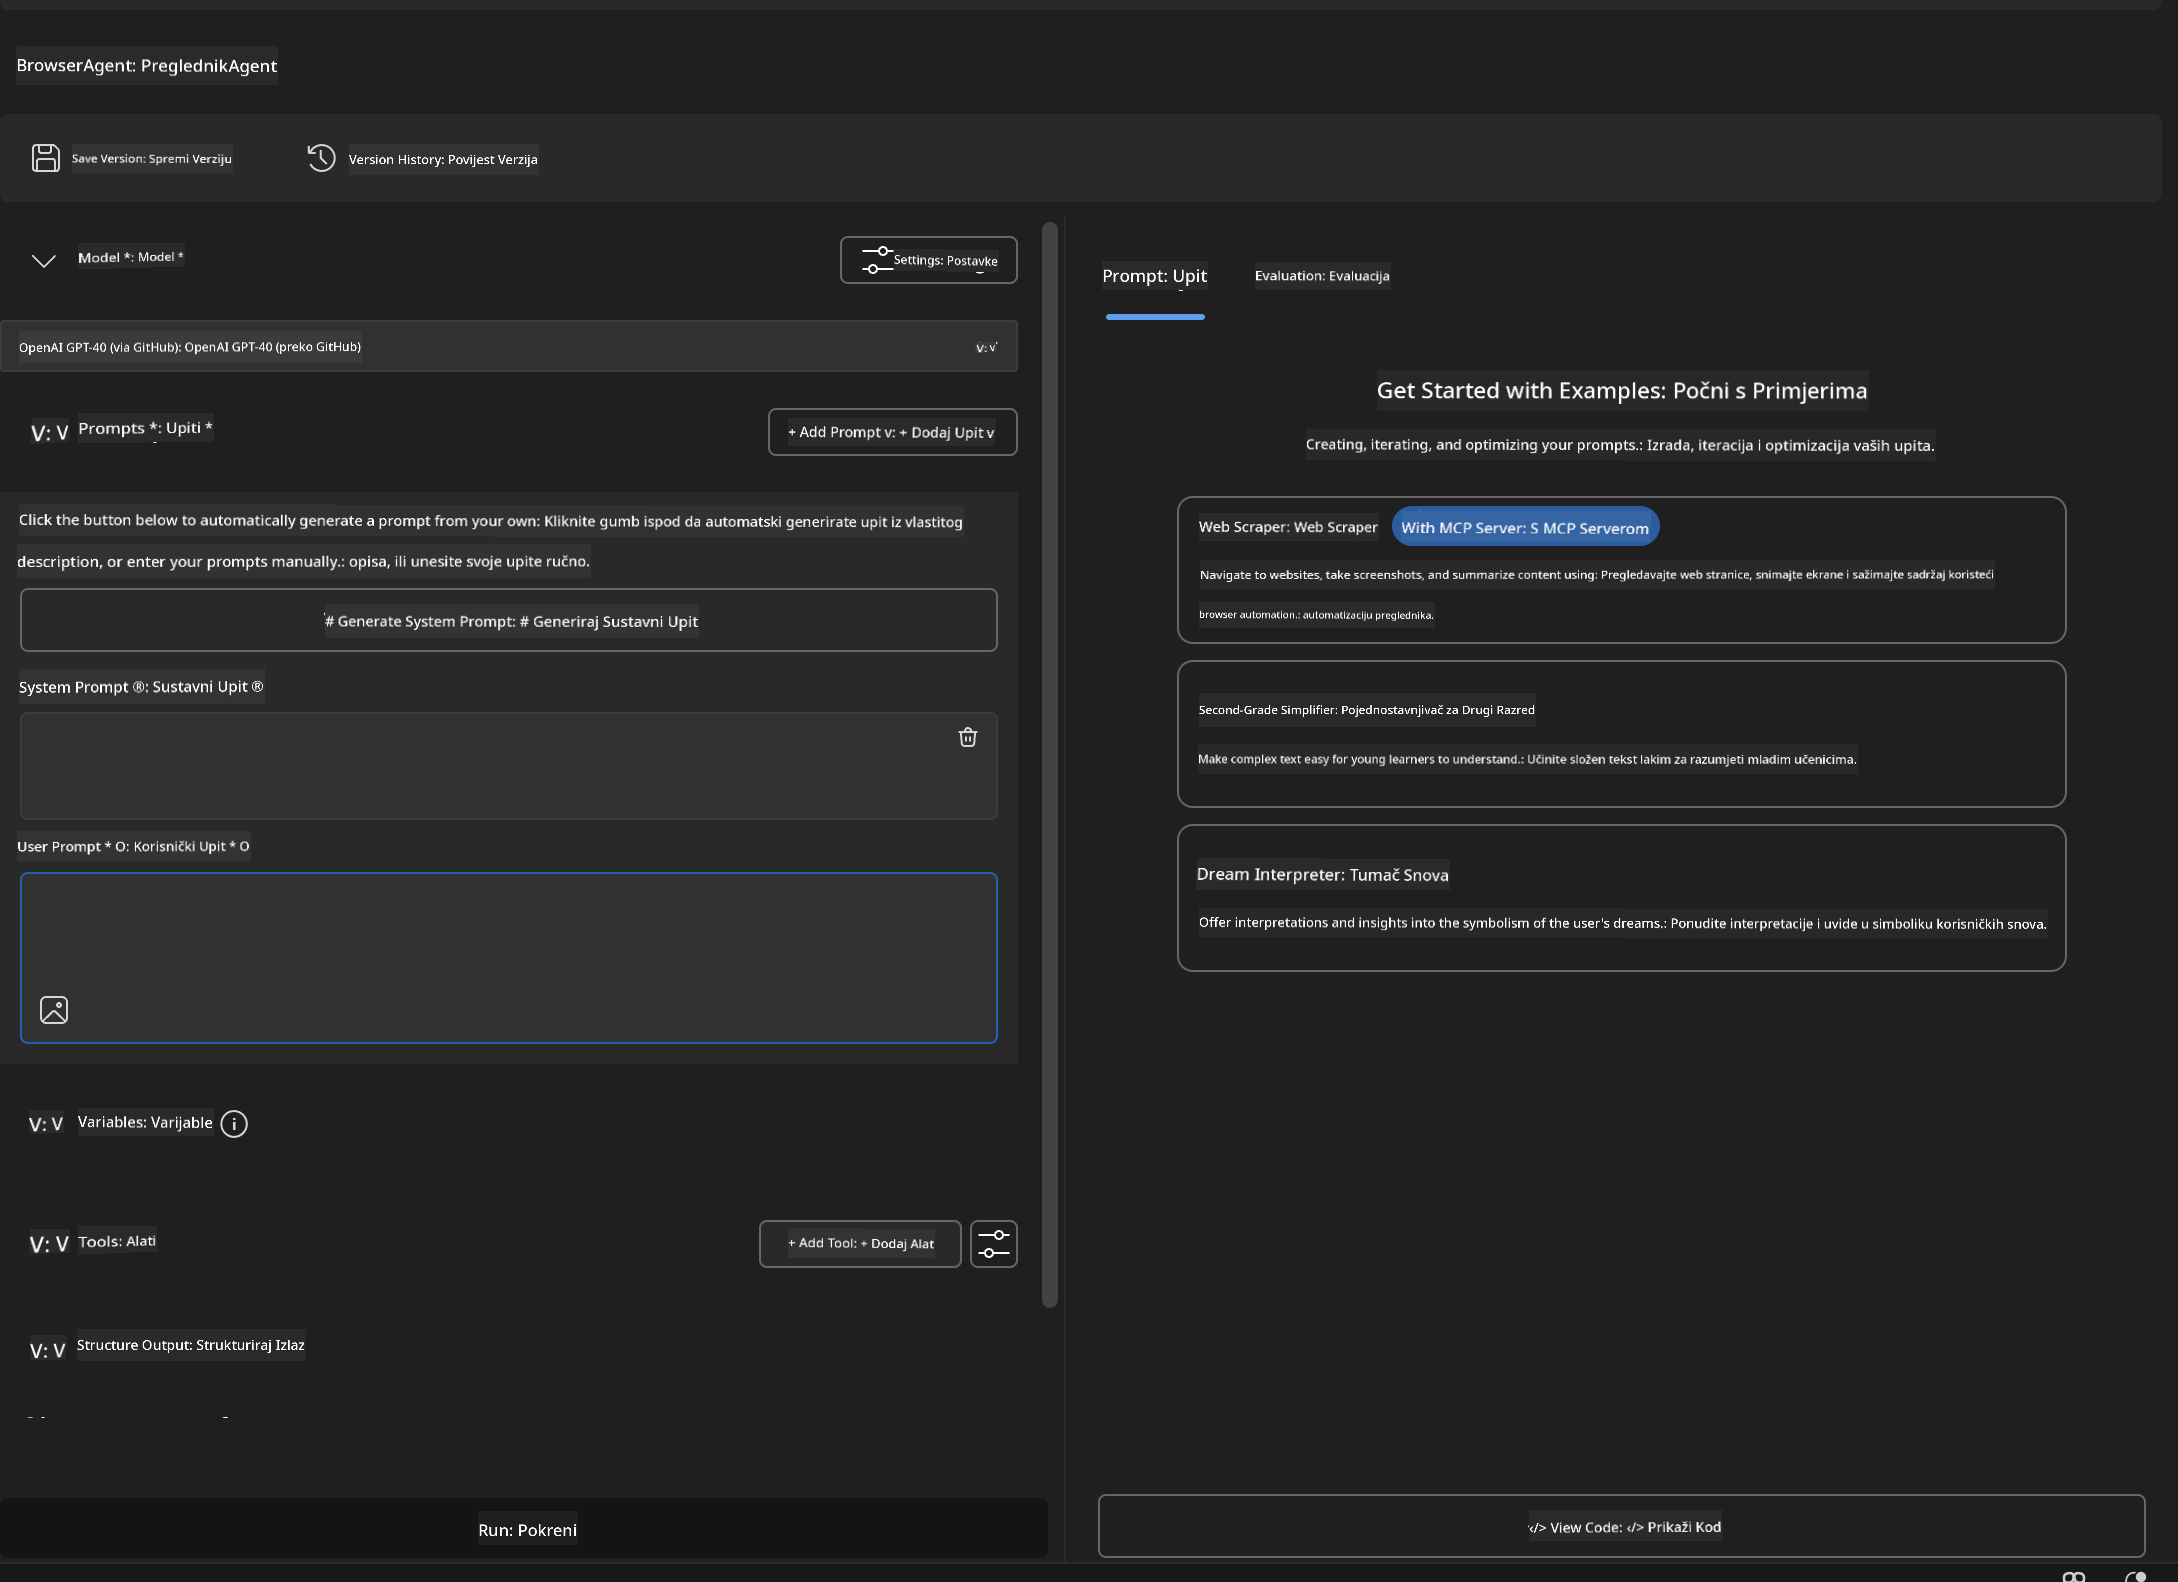 BrowserAgent: PreglednikAgent
Save Version: Spremi Verziju
Version History: Povijest Verzija
Model *: Model *
Settings: Postavke
OpenAI GPT-40 (via GitHub): OpenAI GPT-40 (preko GitHub)
v: v
V: V
Prompts *: Upiti *
+ Add Prompt v: + Dodaj Upit v
Click the button below to automatically generate a prompt from your own: Kliknite gumb ispod da automatski generirate upit iz vlastitog
description, or enter your prompts manually.: opisa, ili unesite svoje upite ručno.
# Generate System Prompt: # Generiraj Sustavni Upit
System Prompt ®: Sustavni Upit ®
User Prompt * O: Korisnički Upit * O
V: V
Variables: Varijable
V: V
Tools: Alati
+ Add Tool: + Dodaj Alat
V: V
Structure Output: Strukturiraj Izlaz
Run: Pokreni
Prompt: Upit
Evaluation: Evaluacija
Get Started with Examples: Počni s Primjerima
Creating, iterating, and optimizing your prompts.: Izrada, iteracija i optimizacija vaših upita.
Web Scraper: Web Scraper
With MCP Server: S MCP Serverom
Navigate to websites, take screenshots, and summarize content using: Pregledavajte web stranice, snimajte ekrane i sažimajte sadržaj koristeći
browser automation.: automatizaciju preglednika.
Second-Grade Simplifier: Pojednostavnjivač za Drugi Razred
Make complex text easy for young learners to understand.: Učinite složen tekst lakim za razumjeti mladim učenicima.
Dream Interpreter: Tumač Snova
Offer interpretations and insights into the symbolism of the user's dreams.: Ponudite interpretacije i uvide u simboliku korisničkih snova.
</> View Code: </> Prikaži Kod